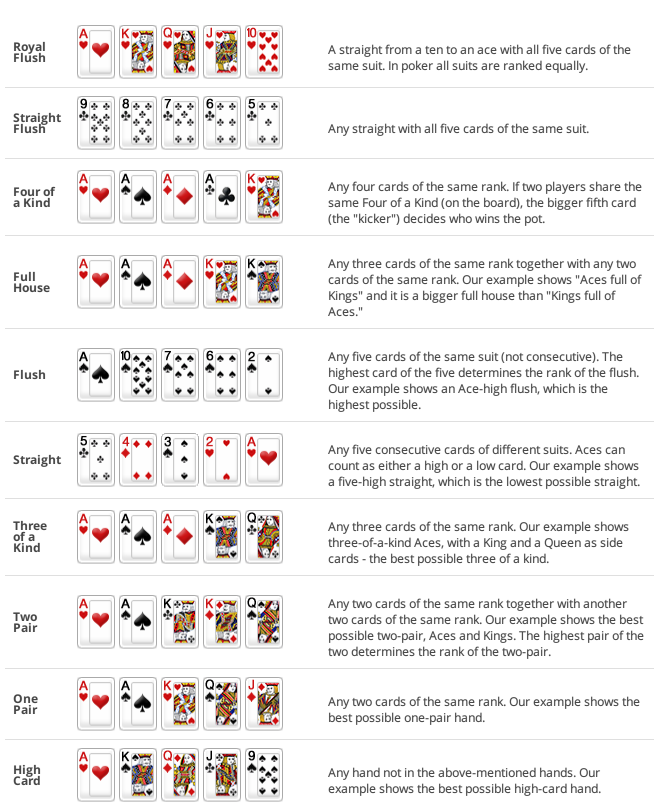 Royal
Flush
A K Q J 10
A straight from a ten to an ace with all five cards of the
same suit. In poker all suits are ranked equally.
Straight
Flush
9 8 7 6 5
Any straight with all five cards of the same suit.
Four of
a Kind
A A A A K
Any four cards of the same rank. If two players share the
same Four of a Kind (on the board), the bigger fifth card
(the "kicker") decides who wins the pot.
Full
House
A A A K K
Any three cards of the same rank together with any two
cards of the same rank. Our example shows "Aces full of
Kings" and it is a bigger full house than "Kings full of
Aces."
Flush
A 10 7 6 2
Any five cards of the same suit (not consecutive). The
highest card of the five determines the rank of the flush.
Our example shows an Ace-high flush, which is the
highest possible.
Straight
5 4 3 2 A
Any five consecutive cards of different suits. Aces can
count as either a high or a low card. Our example shows
a five-high straight, which is the lowest possible straight.
Three
of a
Kind
A A A K Q
Any three cards of the same rank. Our example shows
three-of-a-kind Aces, with a King and a Queen as side
cards - the best possible three of a kind.
Two
Pair
A A K K Q
Any two cards of the same rank together with another
two cards of the same rank. Our example shows the best
possible two-pair, Aces and Kings. The highest pair of the
two determines the rank of the two-pair.
One
Pair
A A K Q J
Any two cards of the same rank. Our example shows the
best possible one-pair hand.
High
Card
A K Q J 9
Any hand not in the above-mentioned hands. Our
example shows the best possible high-card hand.